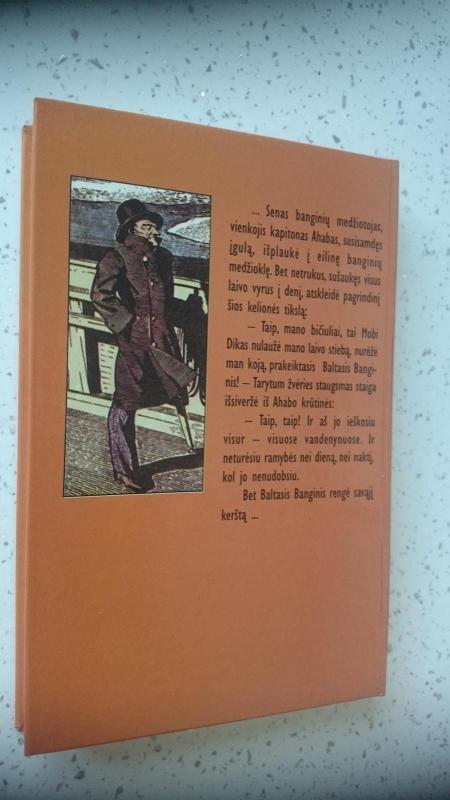 ... Senas banginių medžiotojas,
vienkojis kapitonas Ahabas, susisamdęs
įgulą, išplaukė į eilinę banginių
medžioklę. Bet netrukus, sušaukęs visus
laivo vyrus į denį, atskleidė pagrindinį
šios kelionės tikslą:
– Taip, mano bičiuliai, tai Mobi
Dikas nulaužė mano laivo stiebą, nurėžė
man koją, prakeiktasis Baltasis Bangi-
nis! – Tarytum žvėries staugsmas staiga
išsiveržė iš Ahabo krūtinės:
– Taip, taip! Ir aš jo ieškosiu
visur – visuose vandenynuose. Ir
neturėsiu ramybės nei dieną, nei naktį,
kol jo nenudobsiu.
Bet Baltasis Banginis rengė savąjį
kerštą ...